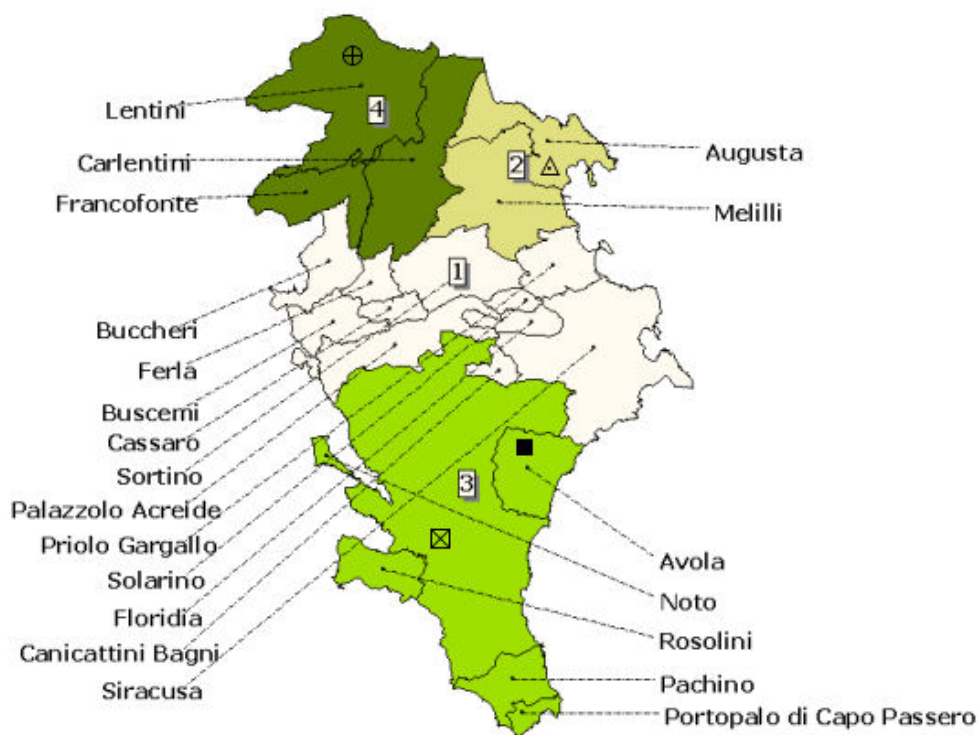 Lentini
4
Carlentini
2
Augusta
Francofonte
Melilli
1
Buccheri
Ferla
Buscemi
Cassaro
Sortino
3
Palazzolo Acreide
Priolo Gargallo
Avola
Solarino
Noto
Floridia
Rosolini
Canicattini Bagni
Siracusa
Pachino
Portopalo di Capo Passero